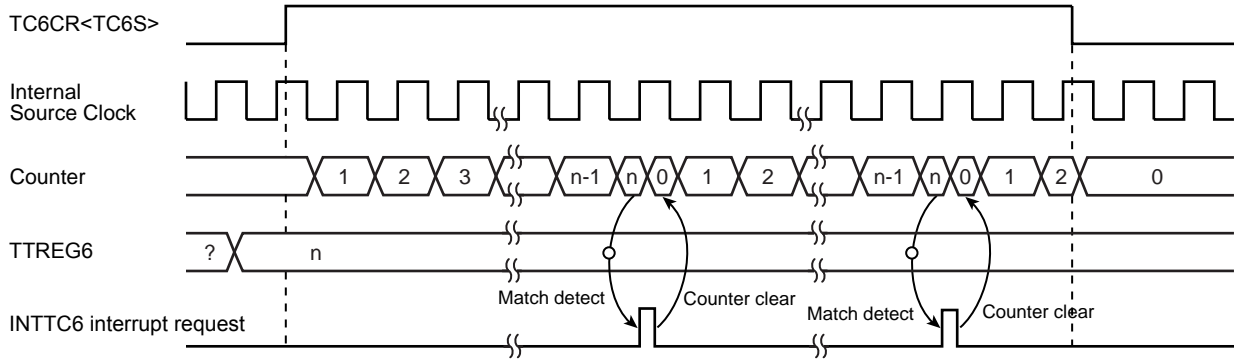 TC6CR<TC6S>
Internal
Source Clock
Counter
1 2 3 n-1 n 0 1 2 n-1 n 0 1 2 0
TTREG6
? n
Match detect Counter clear Match detect Counter clear
INTTC6 interrupt request